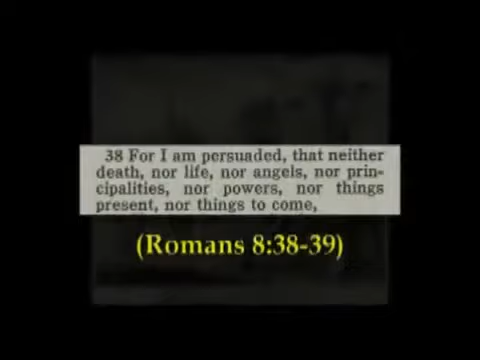 38 For I am persuaded, that neither
death, nor life, nor angels, nor prin-
cipalities, nor powers, nor things
present, nor things to come,
(Romans 8:38-39)